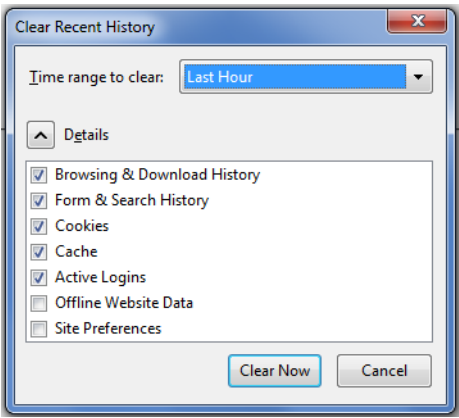 Clear Recent History
Time range to clear: Last Hour
Details
Browsing & Download History
Form & Search History
Cookies
Cache
Active Logins
Offline Website Data
Site Preferences
Clear Now Cancel